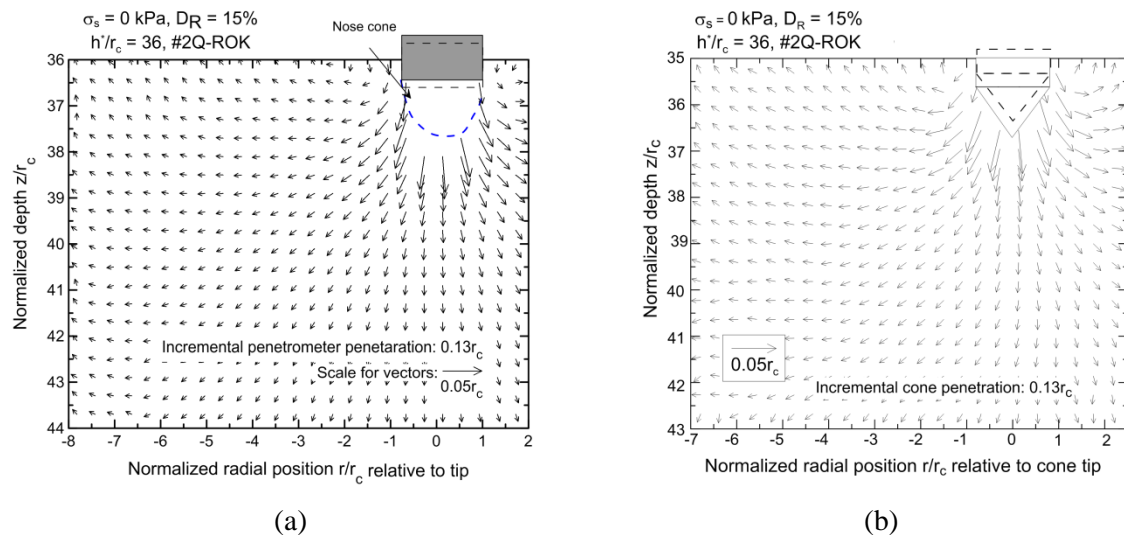 σs = 0 kPa, DR = 15%
h*/rc = 36, #2Q-ROK
Nose cone
36
37
38
39
40
41
42
43
44
Normalized depth z/rc
Incremental penetrometer penetaration: 0.13rc
Scale for vectors:
0.05rc
-8 -7 -6 -5 -4 -3 -2 -1 0 1 2
Normalized radial position r/rc relative to tip
(a)
σs = 0 kPa, DR = 15%
h*/rc = 36, #2Q-ROK
35
36
37
38
39
40
41
42
43
Normalized depth z/rc
0.05rc
Incremental cone penetration: 0.13rc
-7 -6 -5 -4 -3 -2 -1 0 1 2
Normalized radial position r/rc relative to cone tip
(b)